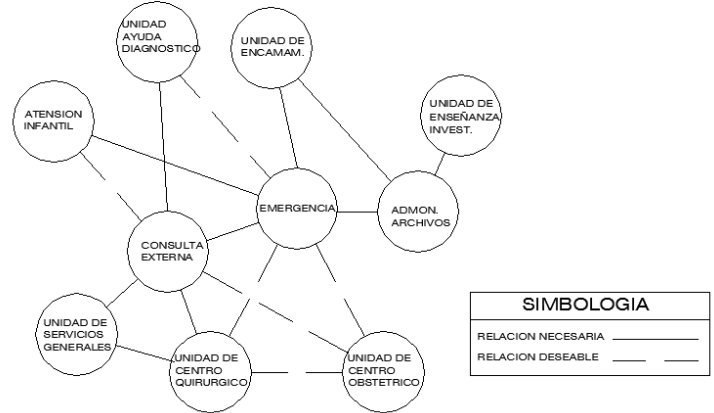 UNIDAD
AYUDA
DIAGNOSTICO
UNIDAD DE
ENCAMAM.
UNIDAD DE
ENSEÑANZA
INVEST.
ATENSION
INFANTIL
EMERGENCIA
ADMON.
ARCHIVOS
CONSULTA
EXTERNA
UNIDAD DE
SERVICIOS
GENERALES
UNIDAD DE
CENTRO
QUIRURGICO
UNIDAD DE
CENTRO
OBSTETRICO
SIMBOLOGIA
RELACION NECESARIA
RELACION DESEABLE